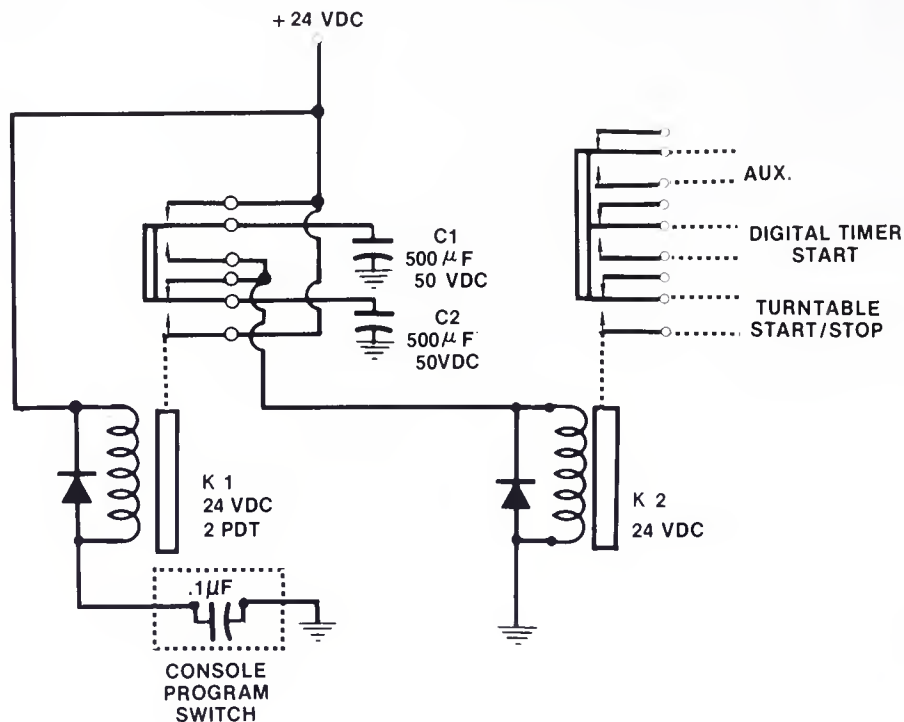 + 24 VDC
C1
500 µF
50 VDC
C2
500 µF
50VDC
AUX.
DIGITAL TIMER
START
TURNTABLE
START/STOP
K 1
24 VDC
2 PDT
K 2
24 VDC
.1µF
CONSOLE
PROGRAM
SWITCH